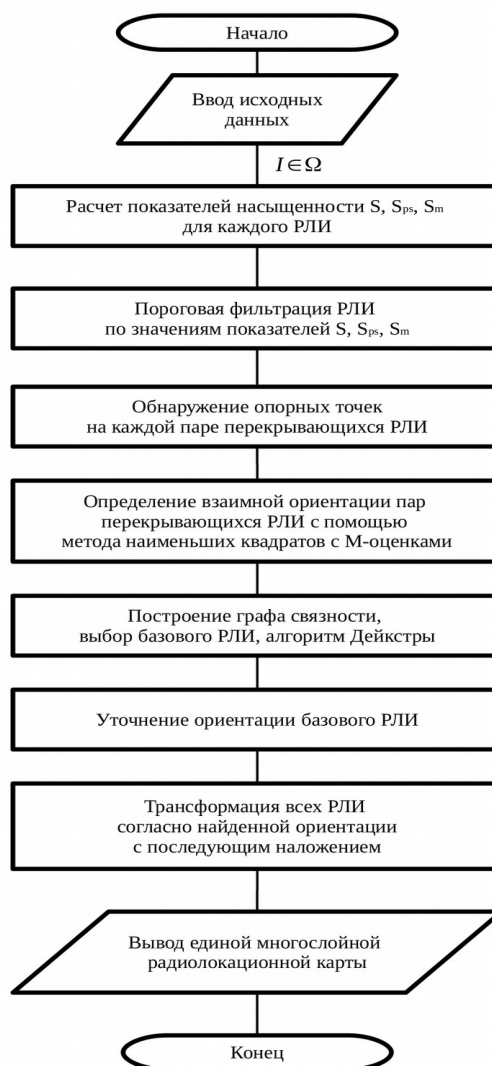 Начало
Ввод исходных
данных
I∈Ω
Расчет показателей насыщенности S, Sps, Sm
для каждого РЛИ
Пороговая фильтрация РЛИ
по значениям показателей S, Sps, Sm
Обнаружение опорных точек
на каждой паре перекрывающихся РЛИ
Определение взаимной ориентации пар
перекрывающихся РЛИ с помощью
метода наименьших квадратов с М-оценками
Построение графа связности,
выбор базового РЛИ, алгоритм Дейкстры
Уточнение ориентации базового РЛИ
Трансформация всех РЛИ
согласно найденной ориентации
с последующим наложением
Вывод единой многослойной
радиолокационной карты
Конец